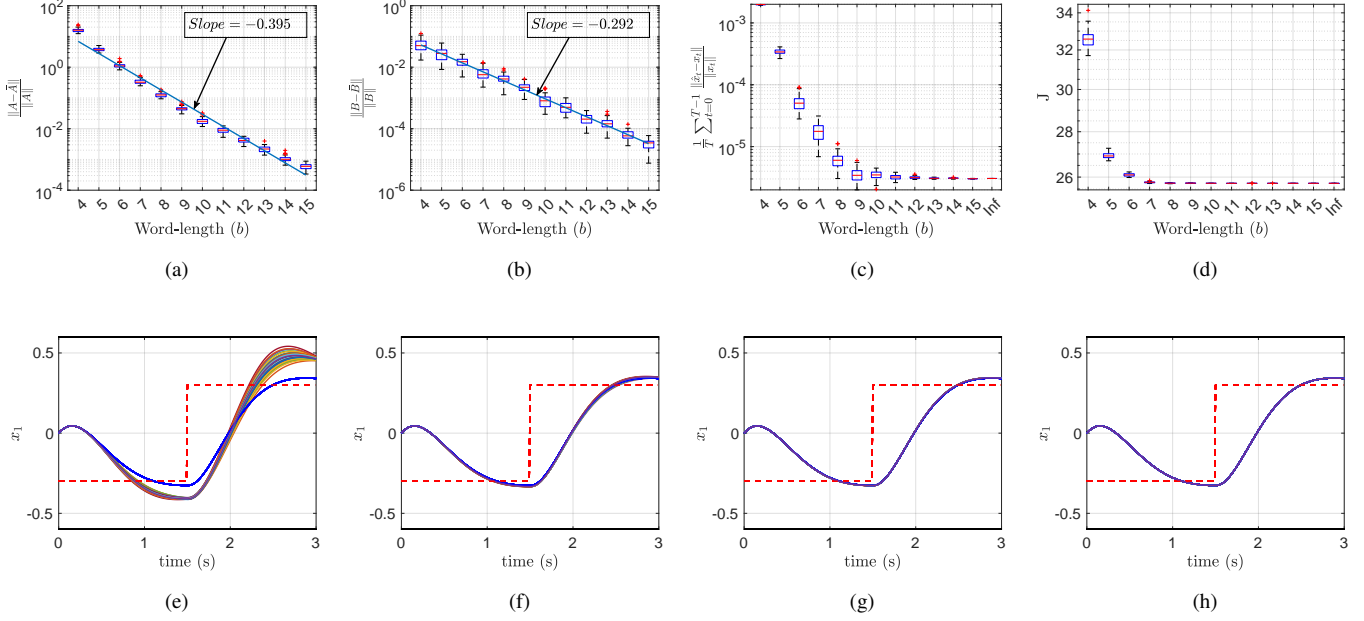 10^2
10^0
10^-2
10^-4
‖A−Ā‖/‖A‖
Slope = −0.395
4 5 6 7 8 9 10 11 12 13 14 15
Word-length (b)
(a)
10^0
10^-2
10^-4
10^-6
‖B−B̄‖/‖B‖
Slope = −0.292
4 5 6 7 8 9 10 11 12 13 14 15
Word-length (b)
(b)
10^-3
10^-4
10^-5
1/T ∑_{t=0}^{T−1} ‖x̂_t−x_t‖/‖x_t‖
4 5 6 7 8 9 10 11 12 13 14 15 Inf
Word-length (b)
(c)
34
32
30
28
26
J
4 5 6 7 8 9 10 11 12 13 14 15 Inf
Word-length (b)
(d)
0.5
0
-0.5
x_1
0 1 2 3
time (s)
(e)
0.5
0
-0.5
x_1
0 1 2 3
time (s)
(f)
0.5
0
-0.5
x_1
0 1 2 3
time (s)
(g)
0.5
0
-0.5
x_1
0 1 2 3
time (s)
(h)